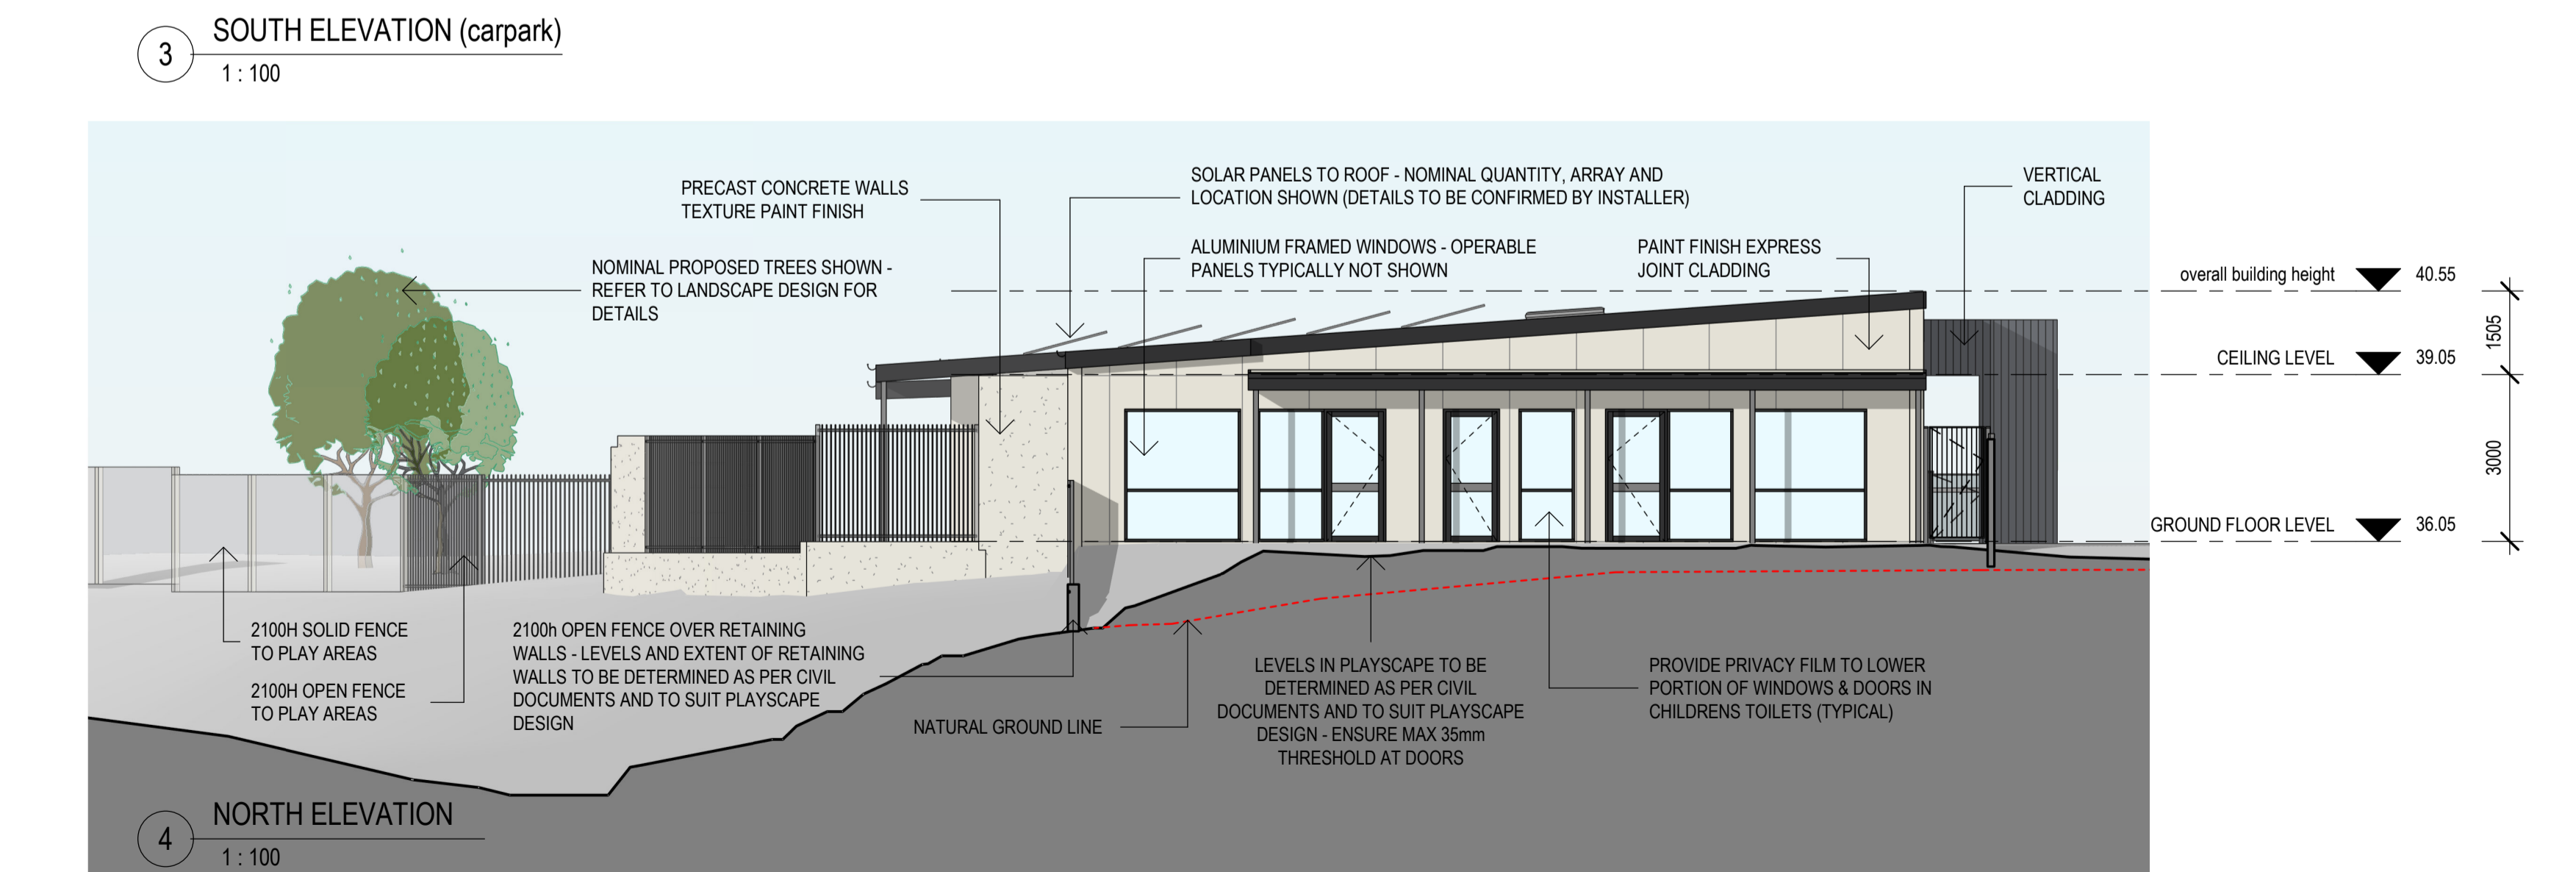 3
SOUTH ELEVATION (carpark)
1 : 100
PRECAST CONCRETE WALLS
TEXTURE PAINT FINISH
SOLAR PANELS TO ROOF - NOMINAL QUANTITY, ARRAY AND
LOCATION SHOWN (DETAILS TO BE CONFIRMED BY INSTALLER)
VERTICAL
CLADDING
NOMINAL PROPOSED TREES SHOWN -
REFER TO LANDSCAPE DESIGN FOR
DETAILS
ALUMINIUM FRAMED WINDOWS - OPERABLE
PANELS TYPICALLY NOT SHOWN
PAINT FINISH EXPRESS
JOINT CLADDING
overall building height 40.55
1505
CEILING LEVEL 39.05
3000
GROUND FLOOR LEVEL 36.05
2100H SOLID FENCE
TO PLAY AREAS
2100H OPEN FENCE
TO PLAY AREAS
2100h OPEN FENCE OVER RETAINING
WALLS - LEVELS AND EXTENT OF RETAINING
WALLS TO BE DETERMINED AS PER CIVIL
DOCUMENTS AND TO SUIT PLAYSCAPE
DESIGN
NATURAL GROUND LINE
LEVELS IN PLAYSCAPE TO BE
DETERMINED AS PER CIVIL
DOCUMENTS AND TO SUIT PLAYSCAPE
DESIGN - ENSURE MAX 35mm
THRESHOLD AT DOORS
PROVIDE PRIVACY FILM TO LOWER
PORTION OF WINDOWS & DOORS IN
CHILDRENS TOILETS (TYPICAL)
4
NORTH ELEVATION
1 : 100